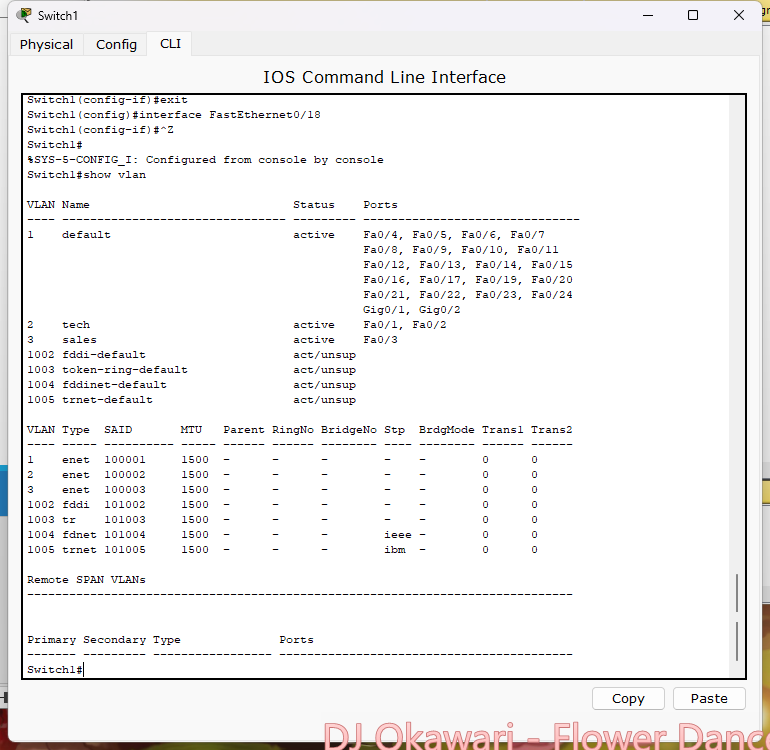 Switch1
Physical Config CLI
IOS Command Line Interface
Switch1(config-if)#exit
Switch1(config)#interface FastEthernet0/18
Switch1(config-if)#^Z
Switch1#
%SYS-5-CONFIG_I: Configured from console by console
Switch1#show vlan
VLAN Name                             Status    Ports
---- -------------------------------- --------- -------------------------------
1    default                          active    Fa0/4, Fa0/5, Fa0/6, Fa0/7
                                                Fa0/8, Fa0/9, Fa0/10, Fa0/11
                                                Fa0/12, Fa0/13, Fa0/14, Fa0/15
                                                Fa0/16, Fa0/17, Fa0/19, Fa0/20
                                                Fa0/21, Fa0/22, Fa0/23, Fa0/24
                                                Gig0/1, Gig0/2
2    tech                             active    Fa0/1, Fa0/2
3    sales                            active    Fa0/3
1002 fddi-default                     act/unsup
1003 token-ring-default               act/unsup
1004 fddinet-default                  act/unsup
1005 trnet-default                    act/unsup
VLAN Type  SAID       MTU   Parent RingNo BridgeNo Stp  BrdgMode Trans1 Trans2
---- ----- ---------- ----- ------ ------ -------- ---- -------- ------ ------
1    enet  100001     1500  -      -      -        -    -        0      0
2    enet  100002     1500  -      -      -        -    -        0      0
3    enet  100003     1500  -      -      -        -    -        0      0
1002 fddi  101002     1500  -      -      -        -    -        0      0
1003 tr    101003     1500  -      -      -        -    -        0      0
1004 fdnet 101004     1500  -      -      -        ieee -        0      0
1005 trnet 101005     1500  -      -      -        ibm  -        0      0
Remote SPAN VLANs
------------------------------------------------------------------------------
Primary Secondary Type              Ports
------- --------- ----------------- ------------------------------------------
Switch1#
Copy Paste
DJ Okawari - Flower Danc